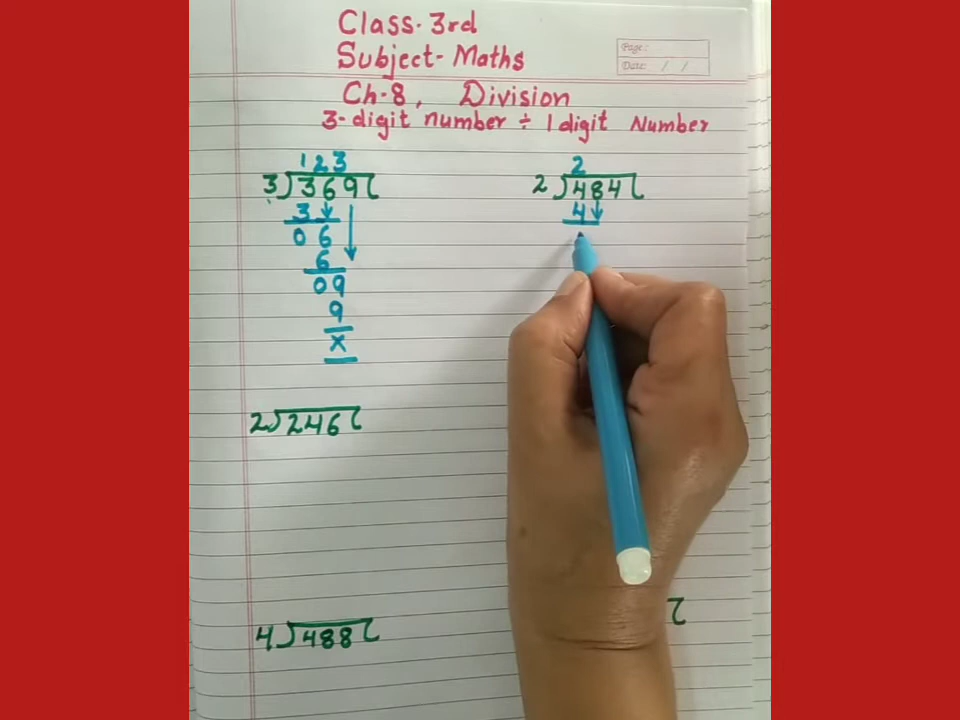 Class-3rd
Subject-Maths
Page:
Date: / /
Ch-8, Division
3-digit number ÷ 1 digit Number
123
3)369(
3
06
6
09
9
x
2
2)484(
4
2)246(
4)488(
(